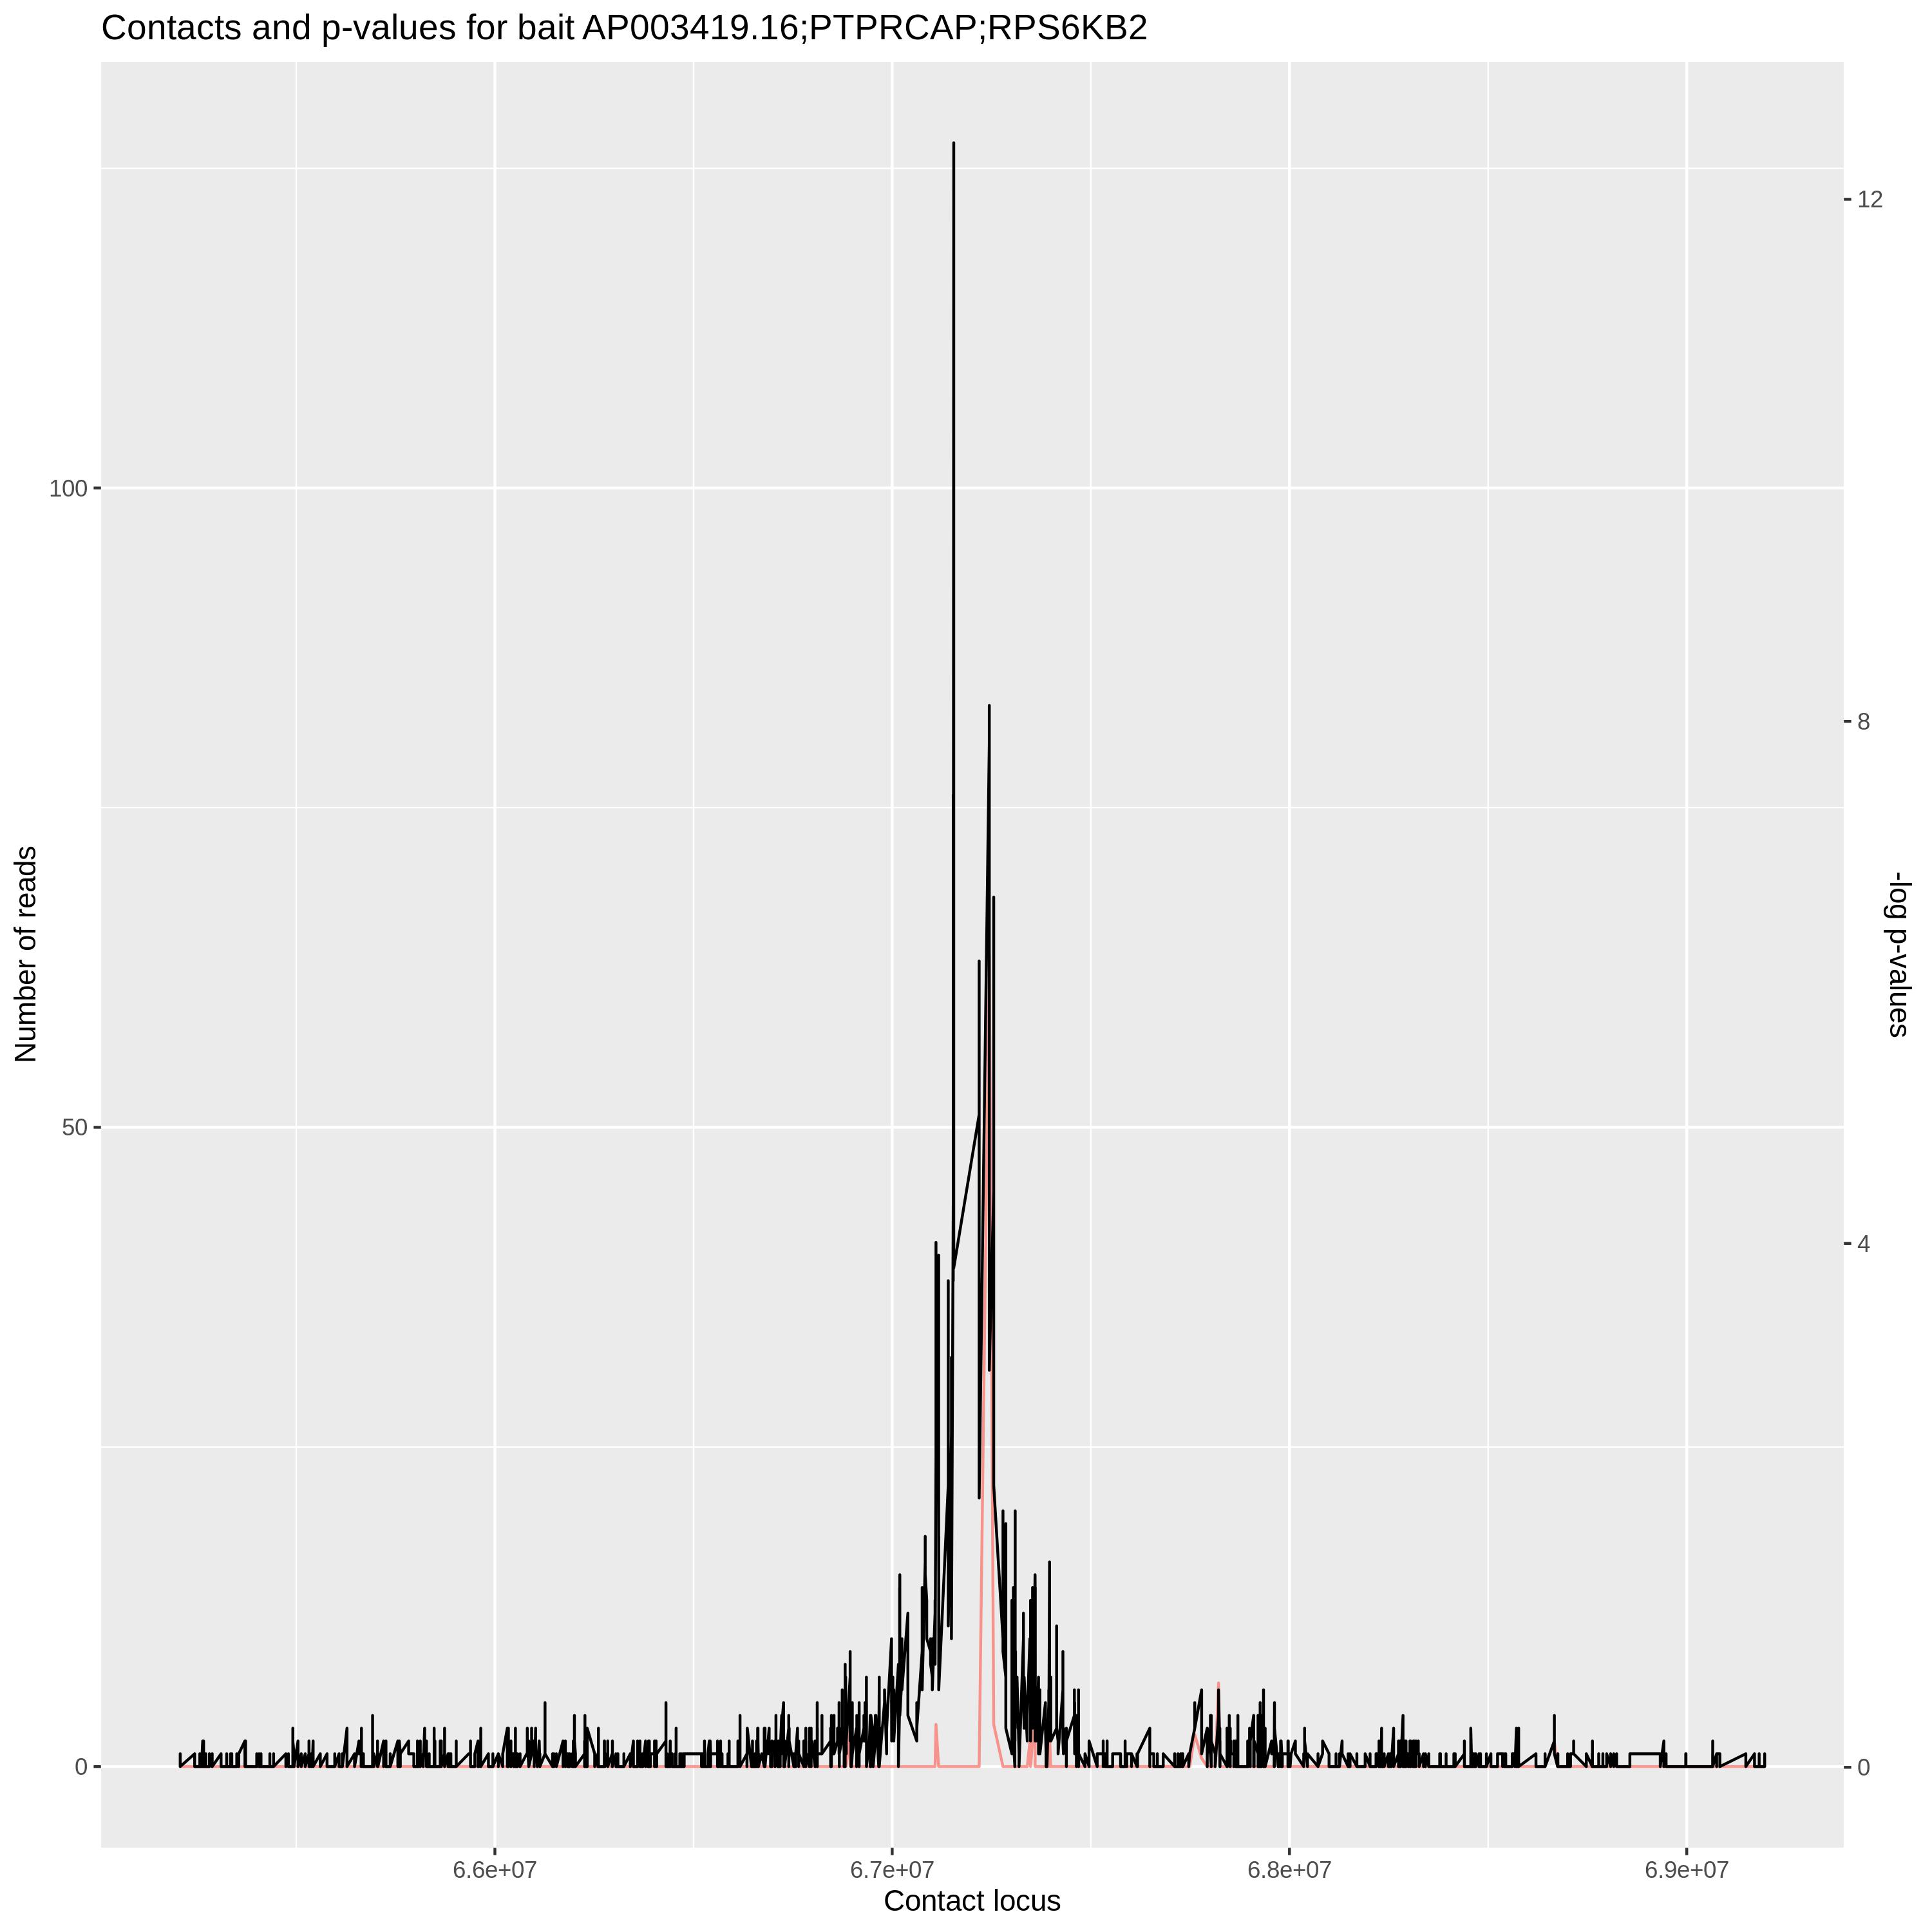 Contacts and p-values for bait AP003419.16;PTPRCAP;RPS6KB2
Number of reads
100
50
0
12
8
4
0
-log p-values
6.6e+07
6.7e+07
6.8e+07
6.9e+07
Contact locus